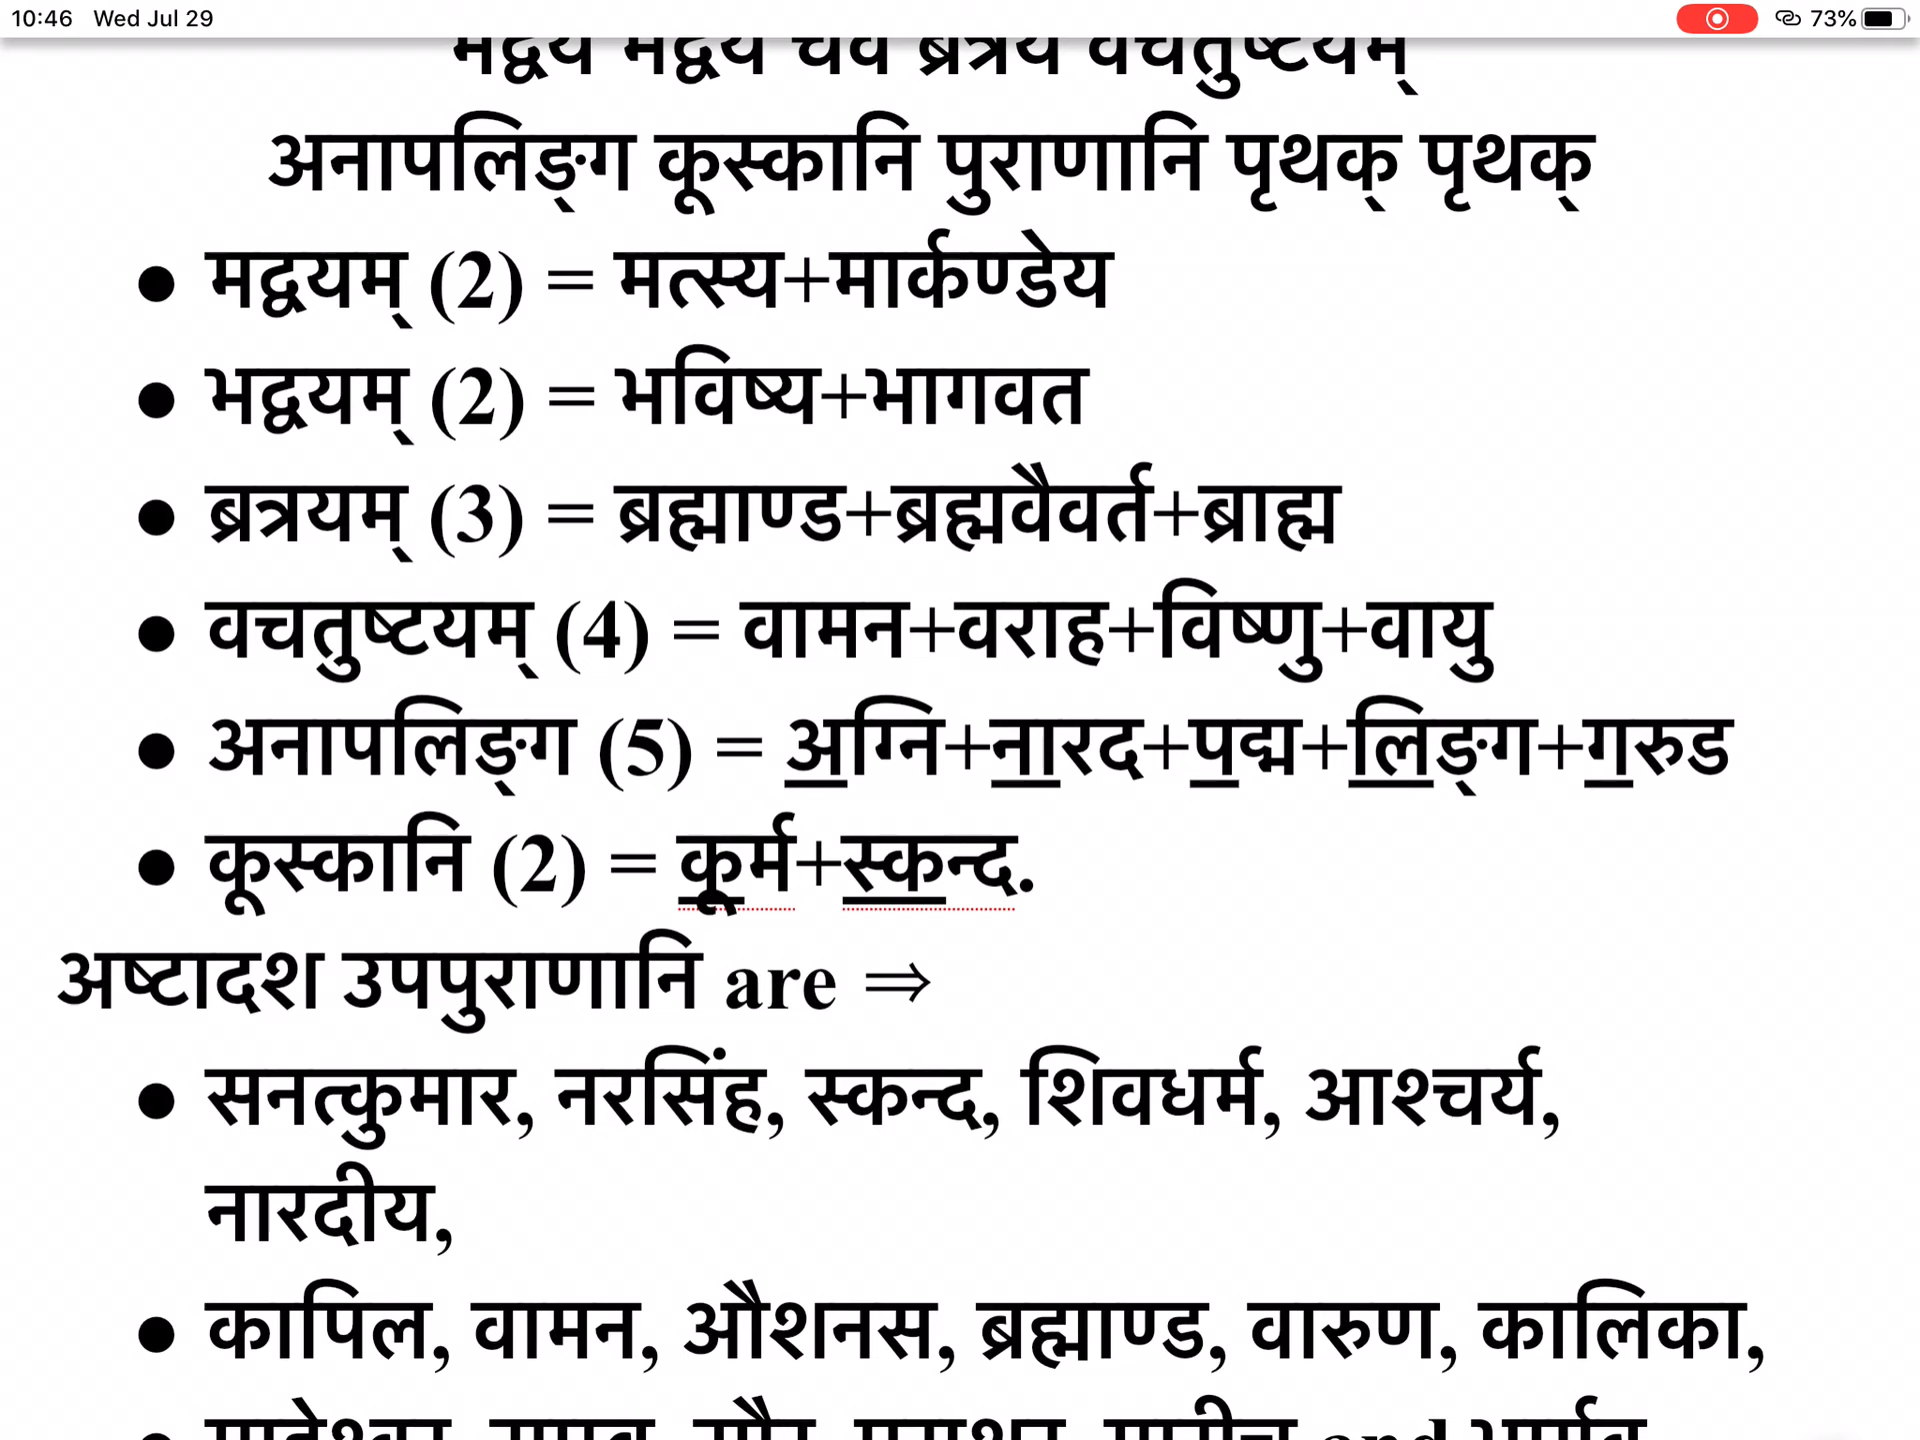 10:46 Wed Jul 29 73%
अनापलिङ्ग कूस्कानि पुराणानि पृथक् पृथक्
● मद्वयम् (2) = मत्स्य+मार्कण्डेय
● भद्वयम् (2) = भविष्य+भागवत
● ब्रत्रयम् (3) = ब्रह्माण्ड+ब्रह्मवैवर्त+ब्राह्म
● वचतुष्टयम् (4) = वामन+वराह+विष्णु+वायु
● अनापलिङ्ग (5) = अग्नि+नारद+पद्म+लिङ्ग+गरुड
● कूस्कानि (2) = कूर्म+स्कन्द.
अष्टादश उपपुराणानि are ⇒
● सनत्कुमार, नरसिंह, स्कन्द, शिवधर्म, आश्चर्य,
नारदीय,
● कापिल, वामन, औशनस, ब्रह्माण्ड, वारुण, कालिका,